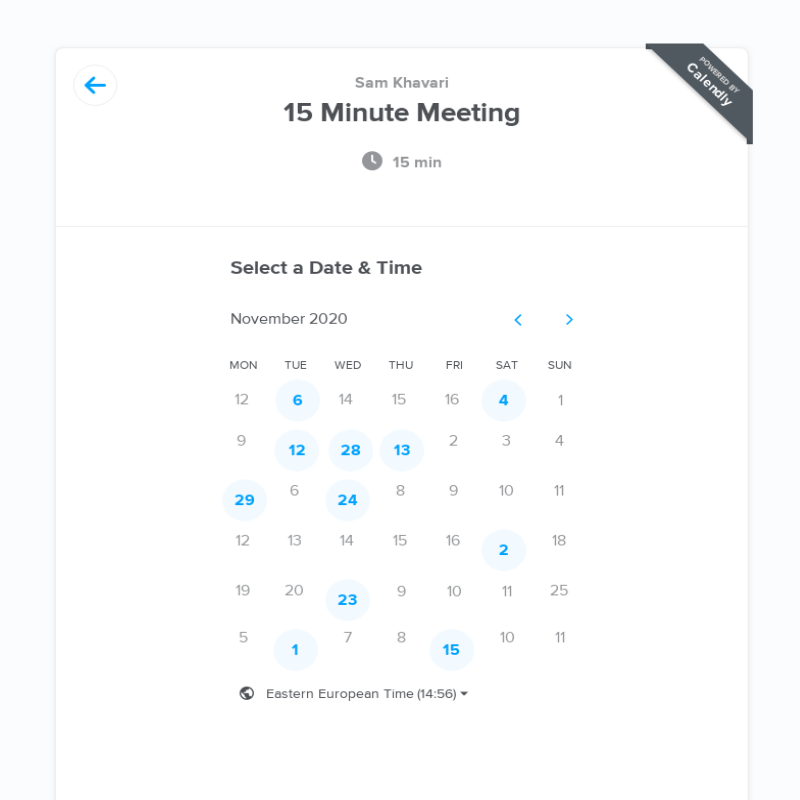 POWERED BY
Calendly
Sam Khavari
15 Minute Meeting
15 min
Select a Date & Time
November 2020
MON TUE WED THU FRI SAT SUN
12 6 14 15 16 4 1
9 12 28 13 2 3 4
29 6 24 8 9 10 11
12 13 14 15 16 2 18
19 20 23 9 10 11 25
5 1 7 8 15 10 11
Eastern European Time (14:56)